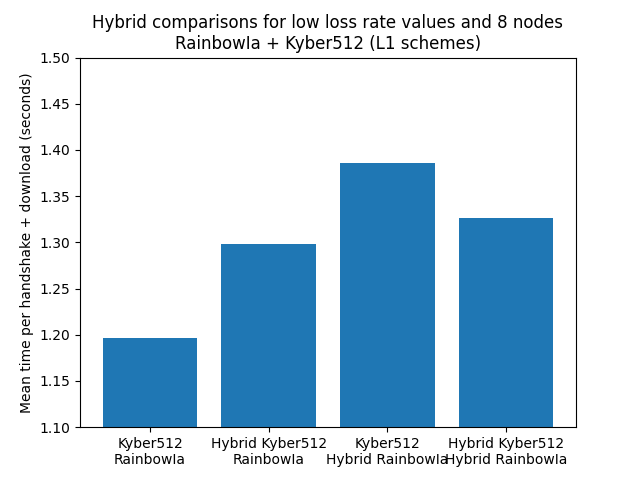 Hybrid comparisons for low loss rate values and 8 nodes
RainbowIa + Kyber512 (L1 schemes)
Mean time per handshake + download (seconds)
1.50
1.45
1.40
1.35
1.30
1.25
1.20
1.15
1.10
Kyber512
RainbowIa
Hybrid Kyber512
RainbowIa
Kyber512
Hybrid RainbowIa
Hybrid Kyber512
Hybrid RainbowIa